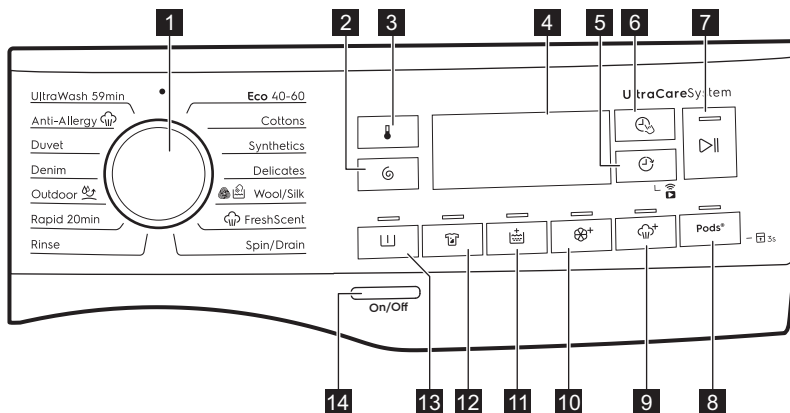 1
2
3
4
5
6
7
UltraCareSystem
UltraWash 59min
Anti-Allergy
Duvet
Denim
Outdoor
Rapid 20min
Rinse
Eco 40-60
Cottons
Synthetics
Delicates
Wool/Silk
FreshScent
Spin/Drain
Pods®
3s
On/Off
14
13
12
11
10
9
8